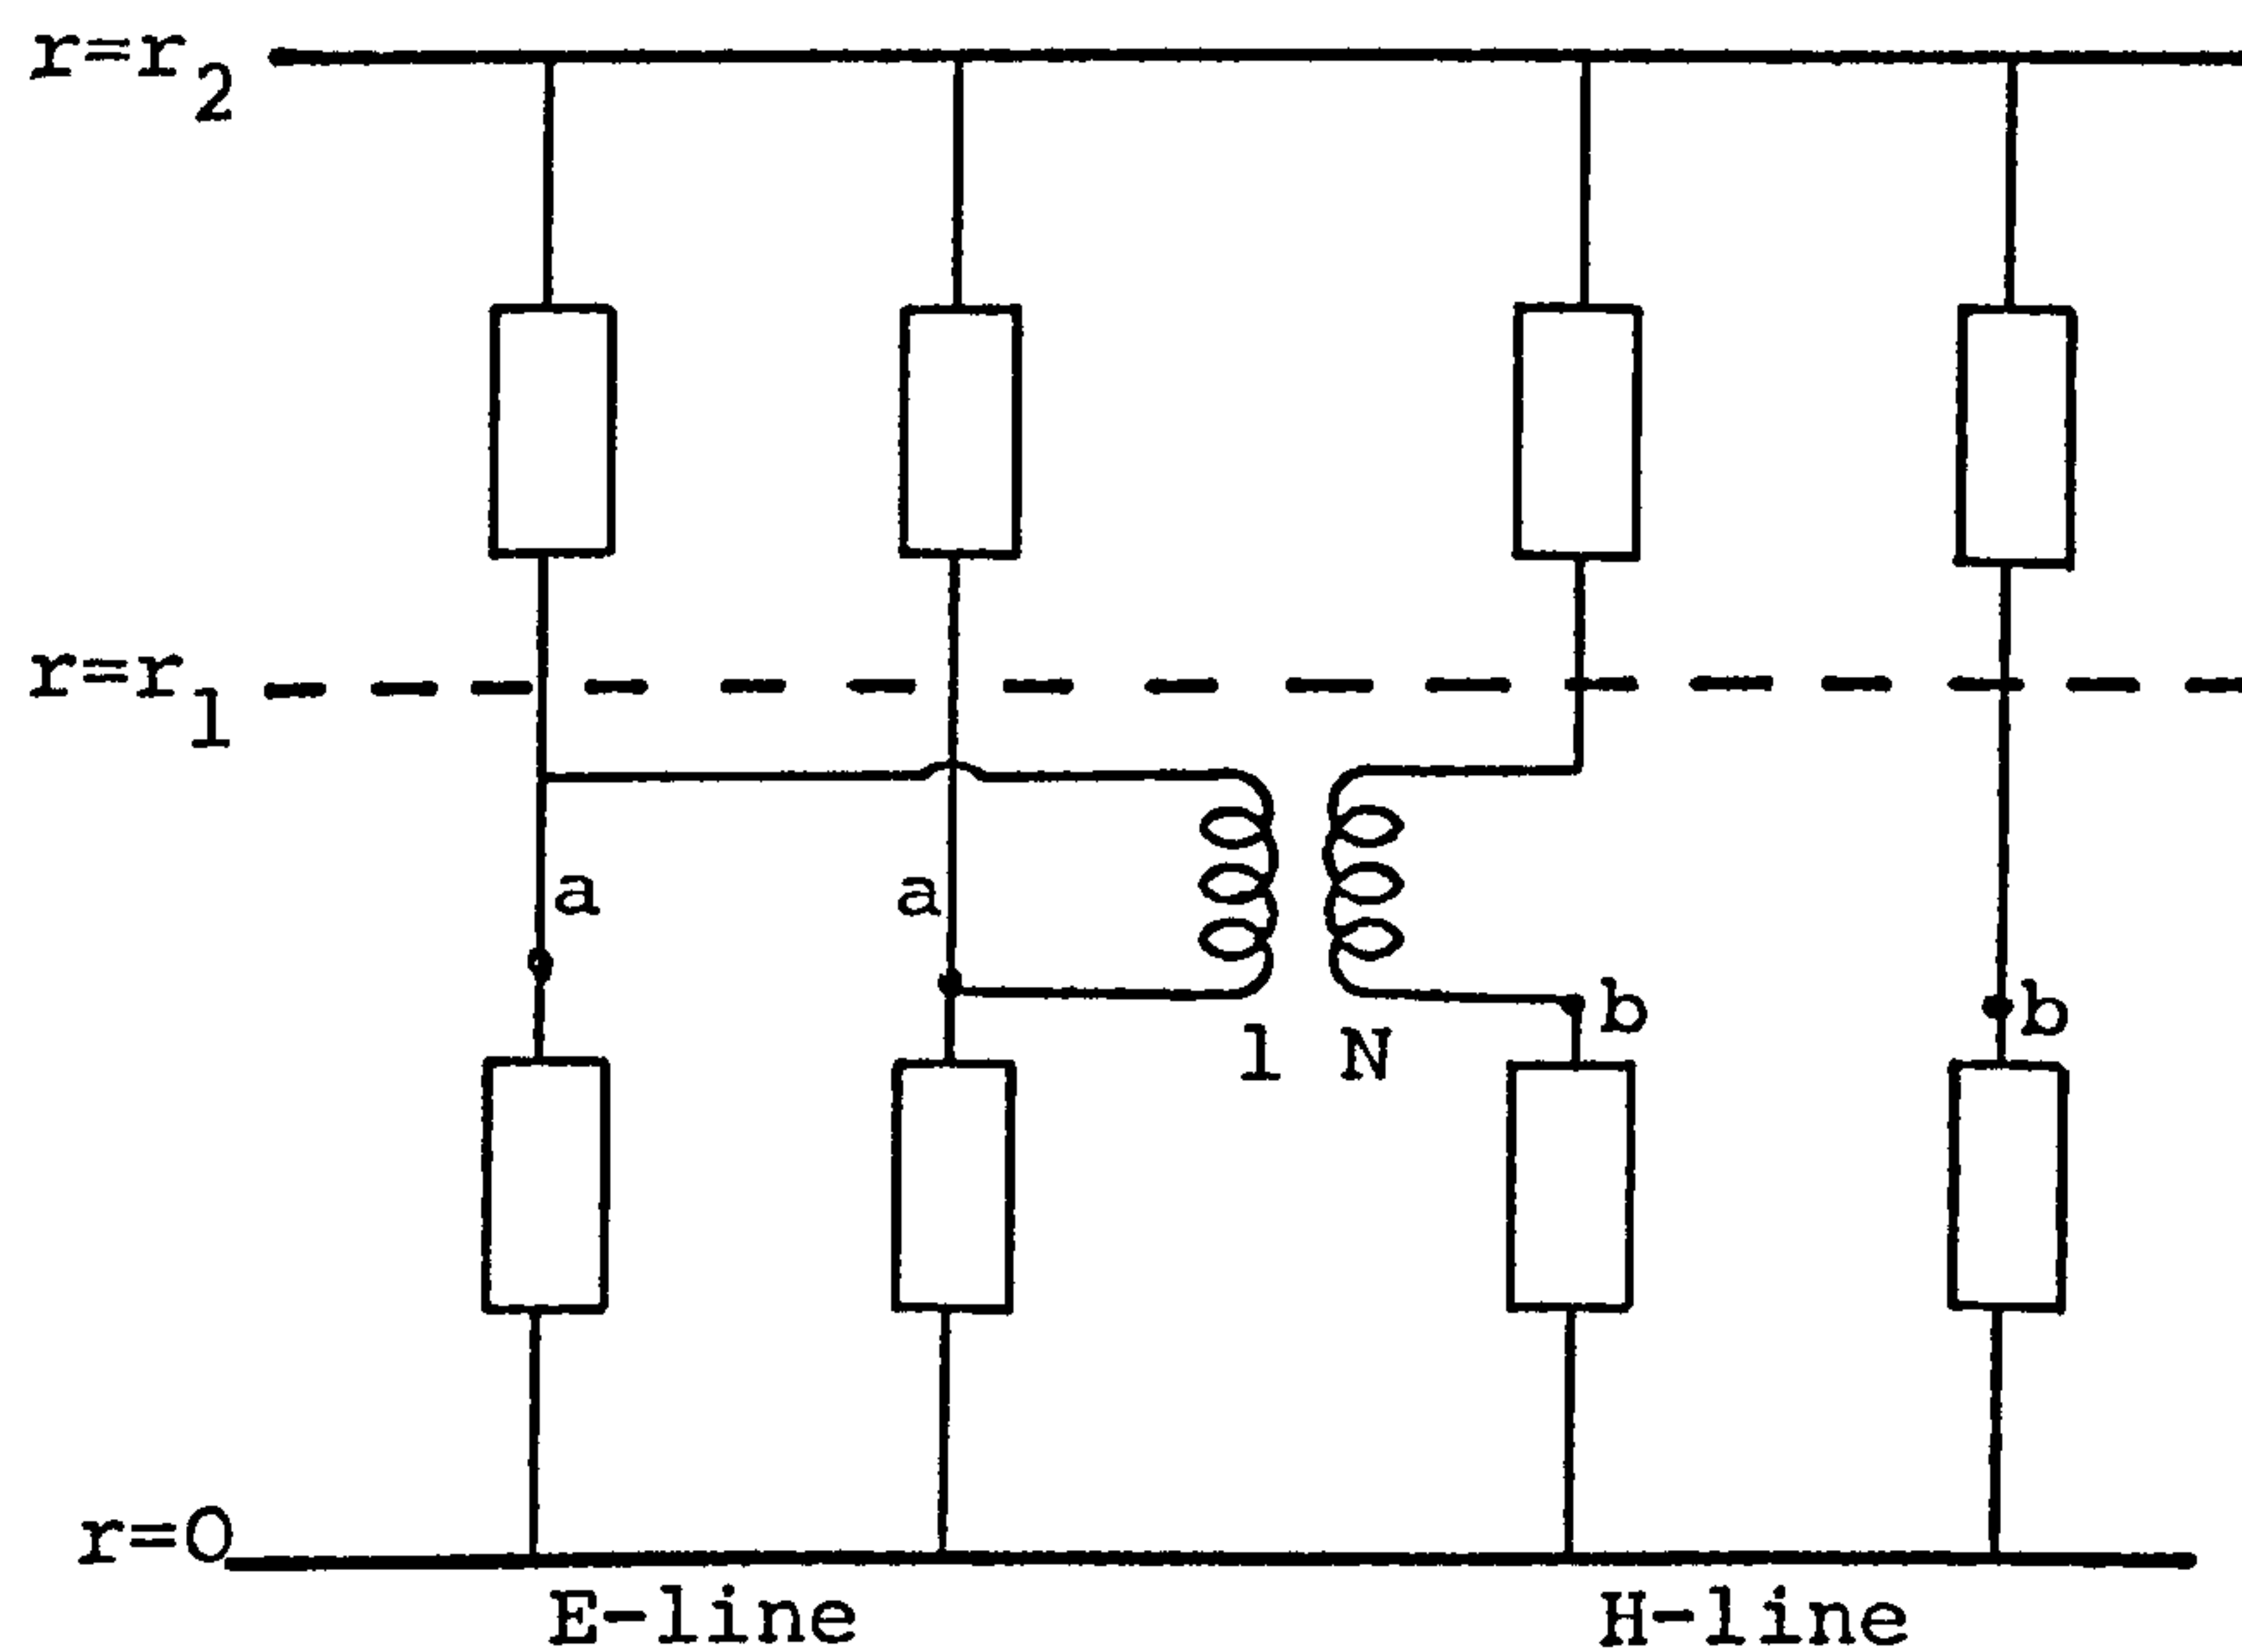 r=r2
r=r1
a a
b b
1 N
r=0
E-line H-line